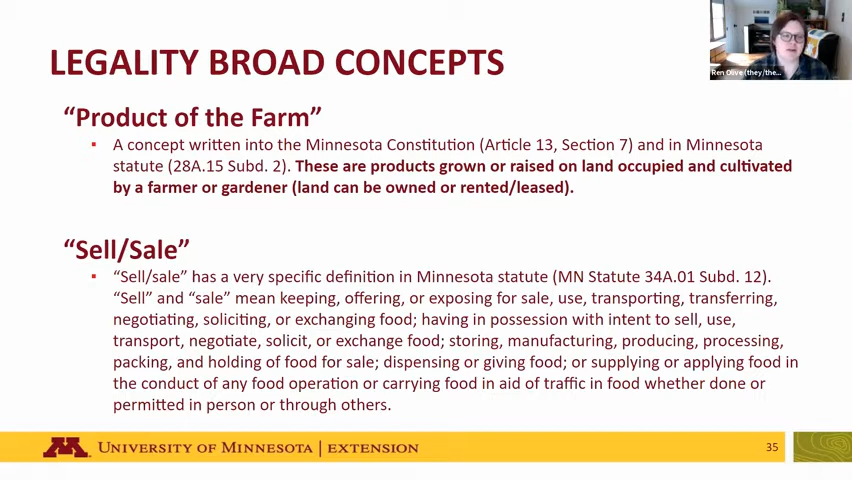 LEGALITY BROAD CONCEPTS
Ren Olive (they/the...
“Product of the Farm”
▪ A concept written into the Minnesota Constitution (Article 13, Section 7) and in Minnesota
statute (28A.15 Subd. 2). These are products grown or raised on land occupied and cultivated
by a farmer or gardener (land can be owned or rented/leased).
“Sell/Sale”
▪ “Sell/sale” has a very specific definition in Minnesota statute (MN Statute 34A.01 Subd. 12).
“Sell” and “sale” mean keeping, offering, or exposing for sale, use, transporting, transferring,
negotiating, soliciting, or exchanging food; having in possession with intent to sell, use,
transport, negotiate, solicit, or exchange food; storing, manufacturing, producing, processing,
packing, and holding of food for sale; dispensing or giving food; or supplying or applying food in
the conduct of any food operation or carrying food in aid of traffic in food whether done or
permitted in person or through others.
M UNIVERSITY OF MINNESOTA | EXTENSION
35